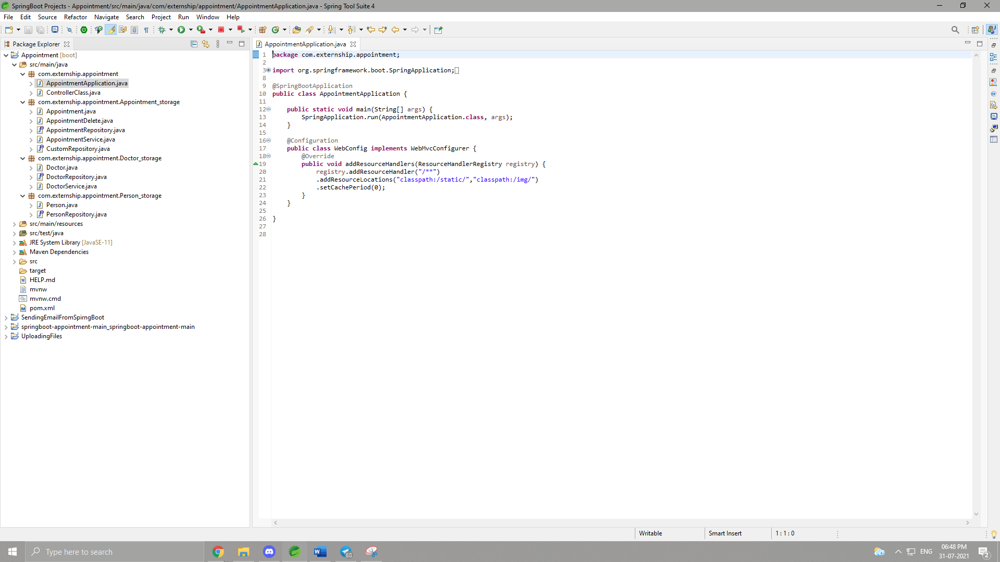 SpringBoot Projects - Appointment/src/main/java/com/externship/appointment/AppointmentApplication.java - Spring Tool Suite 4
File Edit Source Refactor Navigate Search Project Run Window Help
Package Explorer
Appointment [boot]
src/main/java
com.externship.appointment
AppointmentApplication.java
ControllerClass.java
com.externship.appointment.Appointment_storage
Appointment.java
AppointmentDelete.java
AppointmentRepository.java
AppointmentService.java
CustomRepository.java
com.externship.appointment.Doctor_storage
Doctor.java
DoctorRepository.java
DoctorService.java
com.externship.appointment.Person_storage
Person.java
PersonRepository.java
src/main/resources
src/test/java
JRE System Library [JavaSE-11]
Maven Dependencies
src
target
HELP.md
mvnw
mvnw.cmd
pom.xml
SendingEmailFromSpirngBoot
springboot-appointment-main_springboot-appointment-main
UploadingFiles
AppointmentApplication.java
1 package com.externship.appointment;
2
3 import org.springframework.boot.SpringApplication;
8
9 @SpringBootApplication
10 public class AppointmentApplication {
11
12     public static void main(String[] args) {
13         SpringApplication.run(AppointmentApplication.class, args);
14     }
15
16     @Configuration
17     public class WebConfig implements WebMvcConfigurer {
18         @Override
19         public void addResourceHandlers(ResourceHandlerRegistry registry) {
20             registry.addResourceHandler("/**")
21             .addResourceLocations("classpath:/static/","classpath:/img/")
22             .setCachePeriod(0);
23         }
24     }
25
26 }
27
28
Writable Smart Insert 1 : 1 : 0
Type here to search
60
ENG
06:48 PM
31-07-2021
2